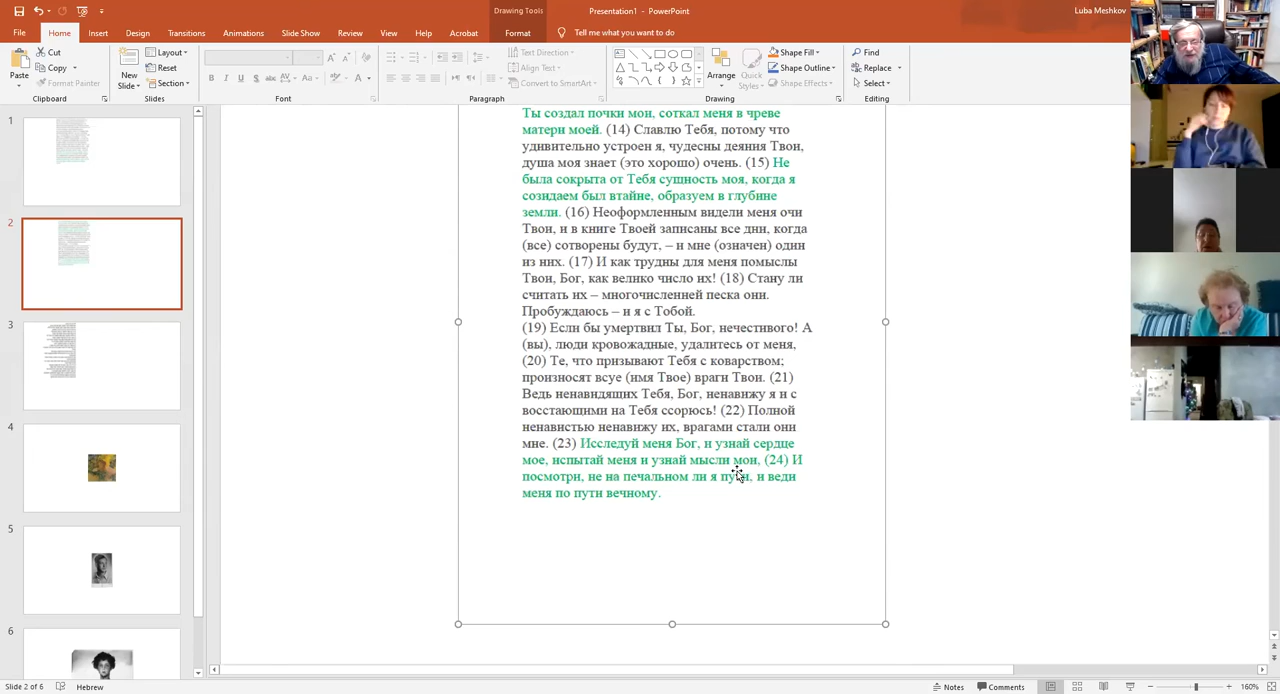 Drawing Tools
Presentation1 - PowerPoint
Luba Meshkov
File Home Insert Design Transitions Animations Slide Show Review View Help Acrobat Format Tell me what you want to do
Cut
Copy
Format Painter
Paste
Clipboard
New Slide
Layout
Reset
Section
Slides
Font
Text Direction
Align Text
Convert to SmartArt
Paragraph
Arrange
Quick Styles
Shape Fill
Shape Outline
Shape Effects
Drawing
Find
Replace
Select
Editing
1
2
3
4
5
6
Ты создал почки мои, соткал меня в чреве
матери моей. (14) Славлю Тебя, потому что
удивительно устроен я, чудесны деяния Твои,
душа моя знает (это хорошо) очень. (15) Не
была сокрыта от Тебя сущность моя, когда я
созидаем был втайне, образуем в глубине
земли. (16) Неоформленным видели меня очи
Твои, и в книге Твоей записаны все дни, когда
(все) сотворены будут, – и мне (означен) один
из них. (17) И как трудны для меня помыслы
Твои, Бог, как велико число их! (18) Стану ли
считать их – многочисленней песка они.
Пробуждаюсь – и я с Тобой.
(19) Если бы умертвил Ты, Бог, нечестивого! А
(вы), люди кровожадные, удалитесь от меня,
(20) Те, что призывают Тебя с коварством;
произносят всуе (имя Твое) враги Твои. (21)
Ведь ненавидящих Тебя, Бог, ненавижу я и с
восстающими на Тебя ссорюсь! (22) Полной
ненавистью ненавижу их, врагами стали они
мне. (23) Исследуй меня Бог, и узнай сердце
мое, испытай меня и узнай мысли мои, (24) И
посмотри, не на печальном ли я пути, и веди
меня по пути вечному.
Slide 2 of 6
Hebrew
Notes
Comments
160%